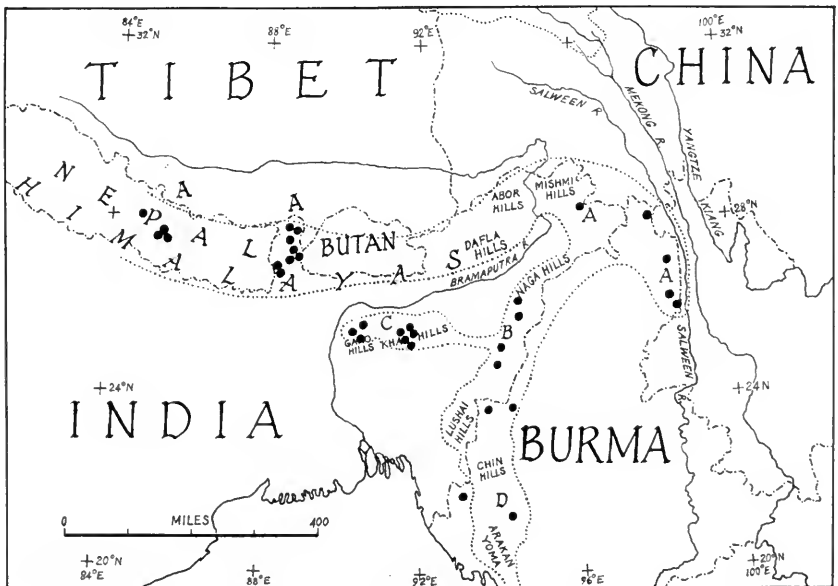 84°E
32°N
88°E
92°E
100°E
32°N
TIBET
CHINA
SALWEEN R.
MEKONG R.
YANGTZE KIANG
NEPAL
HIMALLAYAS
A
A
A
A
BUTAN
ABOR HILLS
MISHMI HILLS
DAFLA HILLS
BRAMAPUTRA R.
28°N
NAGA HILLS
C
GARO HILLS
KHASI HILLS
B
SALWEEN R.
24°N
24N
INDIA
LUSHAI HILLS
BURMA
CHIN HILLS
D
ARAKAN YOMA
0 MILES 400
20°N
84°E
88°E
92°E
96°E
20°N
100°E